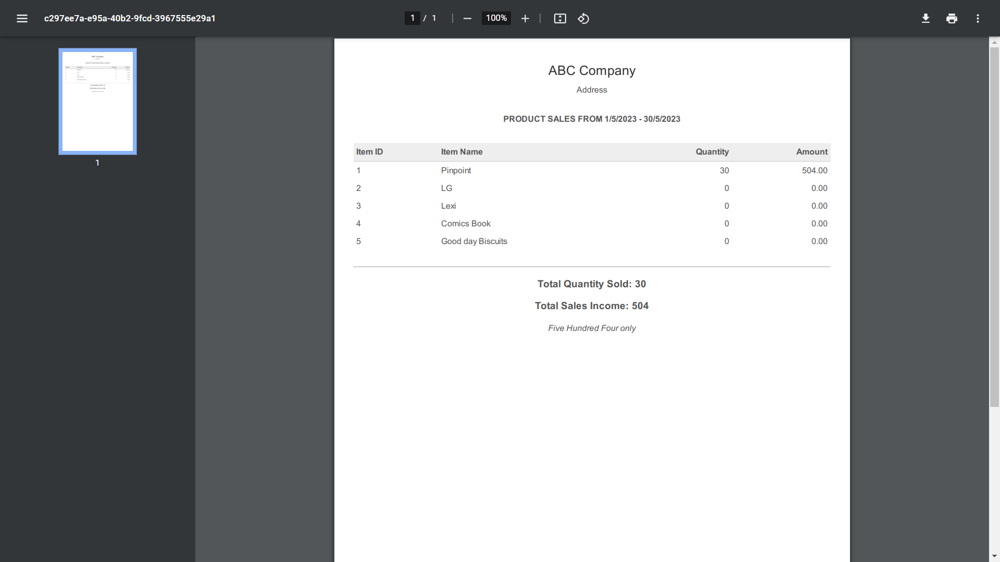 c297ee7a-e95a-40b2-9fcd-3967555e29a1
1 / 1
100%
1
ABC Company
Address
PRODUCT SALES FROM 1/5/2023 - 30/5/2023
Item ID Item Name Quantity Amount
1 Pinpoint 30 504.00
2 LG 0 0.00
3 Lexi 0 0.00
4 Comics Book 0 0.00
5 Good day Biscuits 0 0.00
Total Quantity Sold: 30
Total Sales Income: 504
Five Hundred Four only